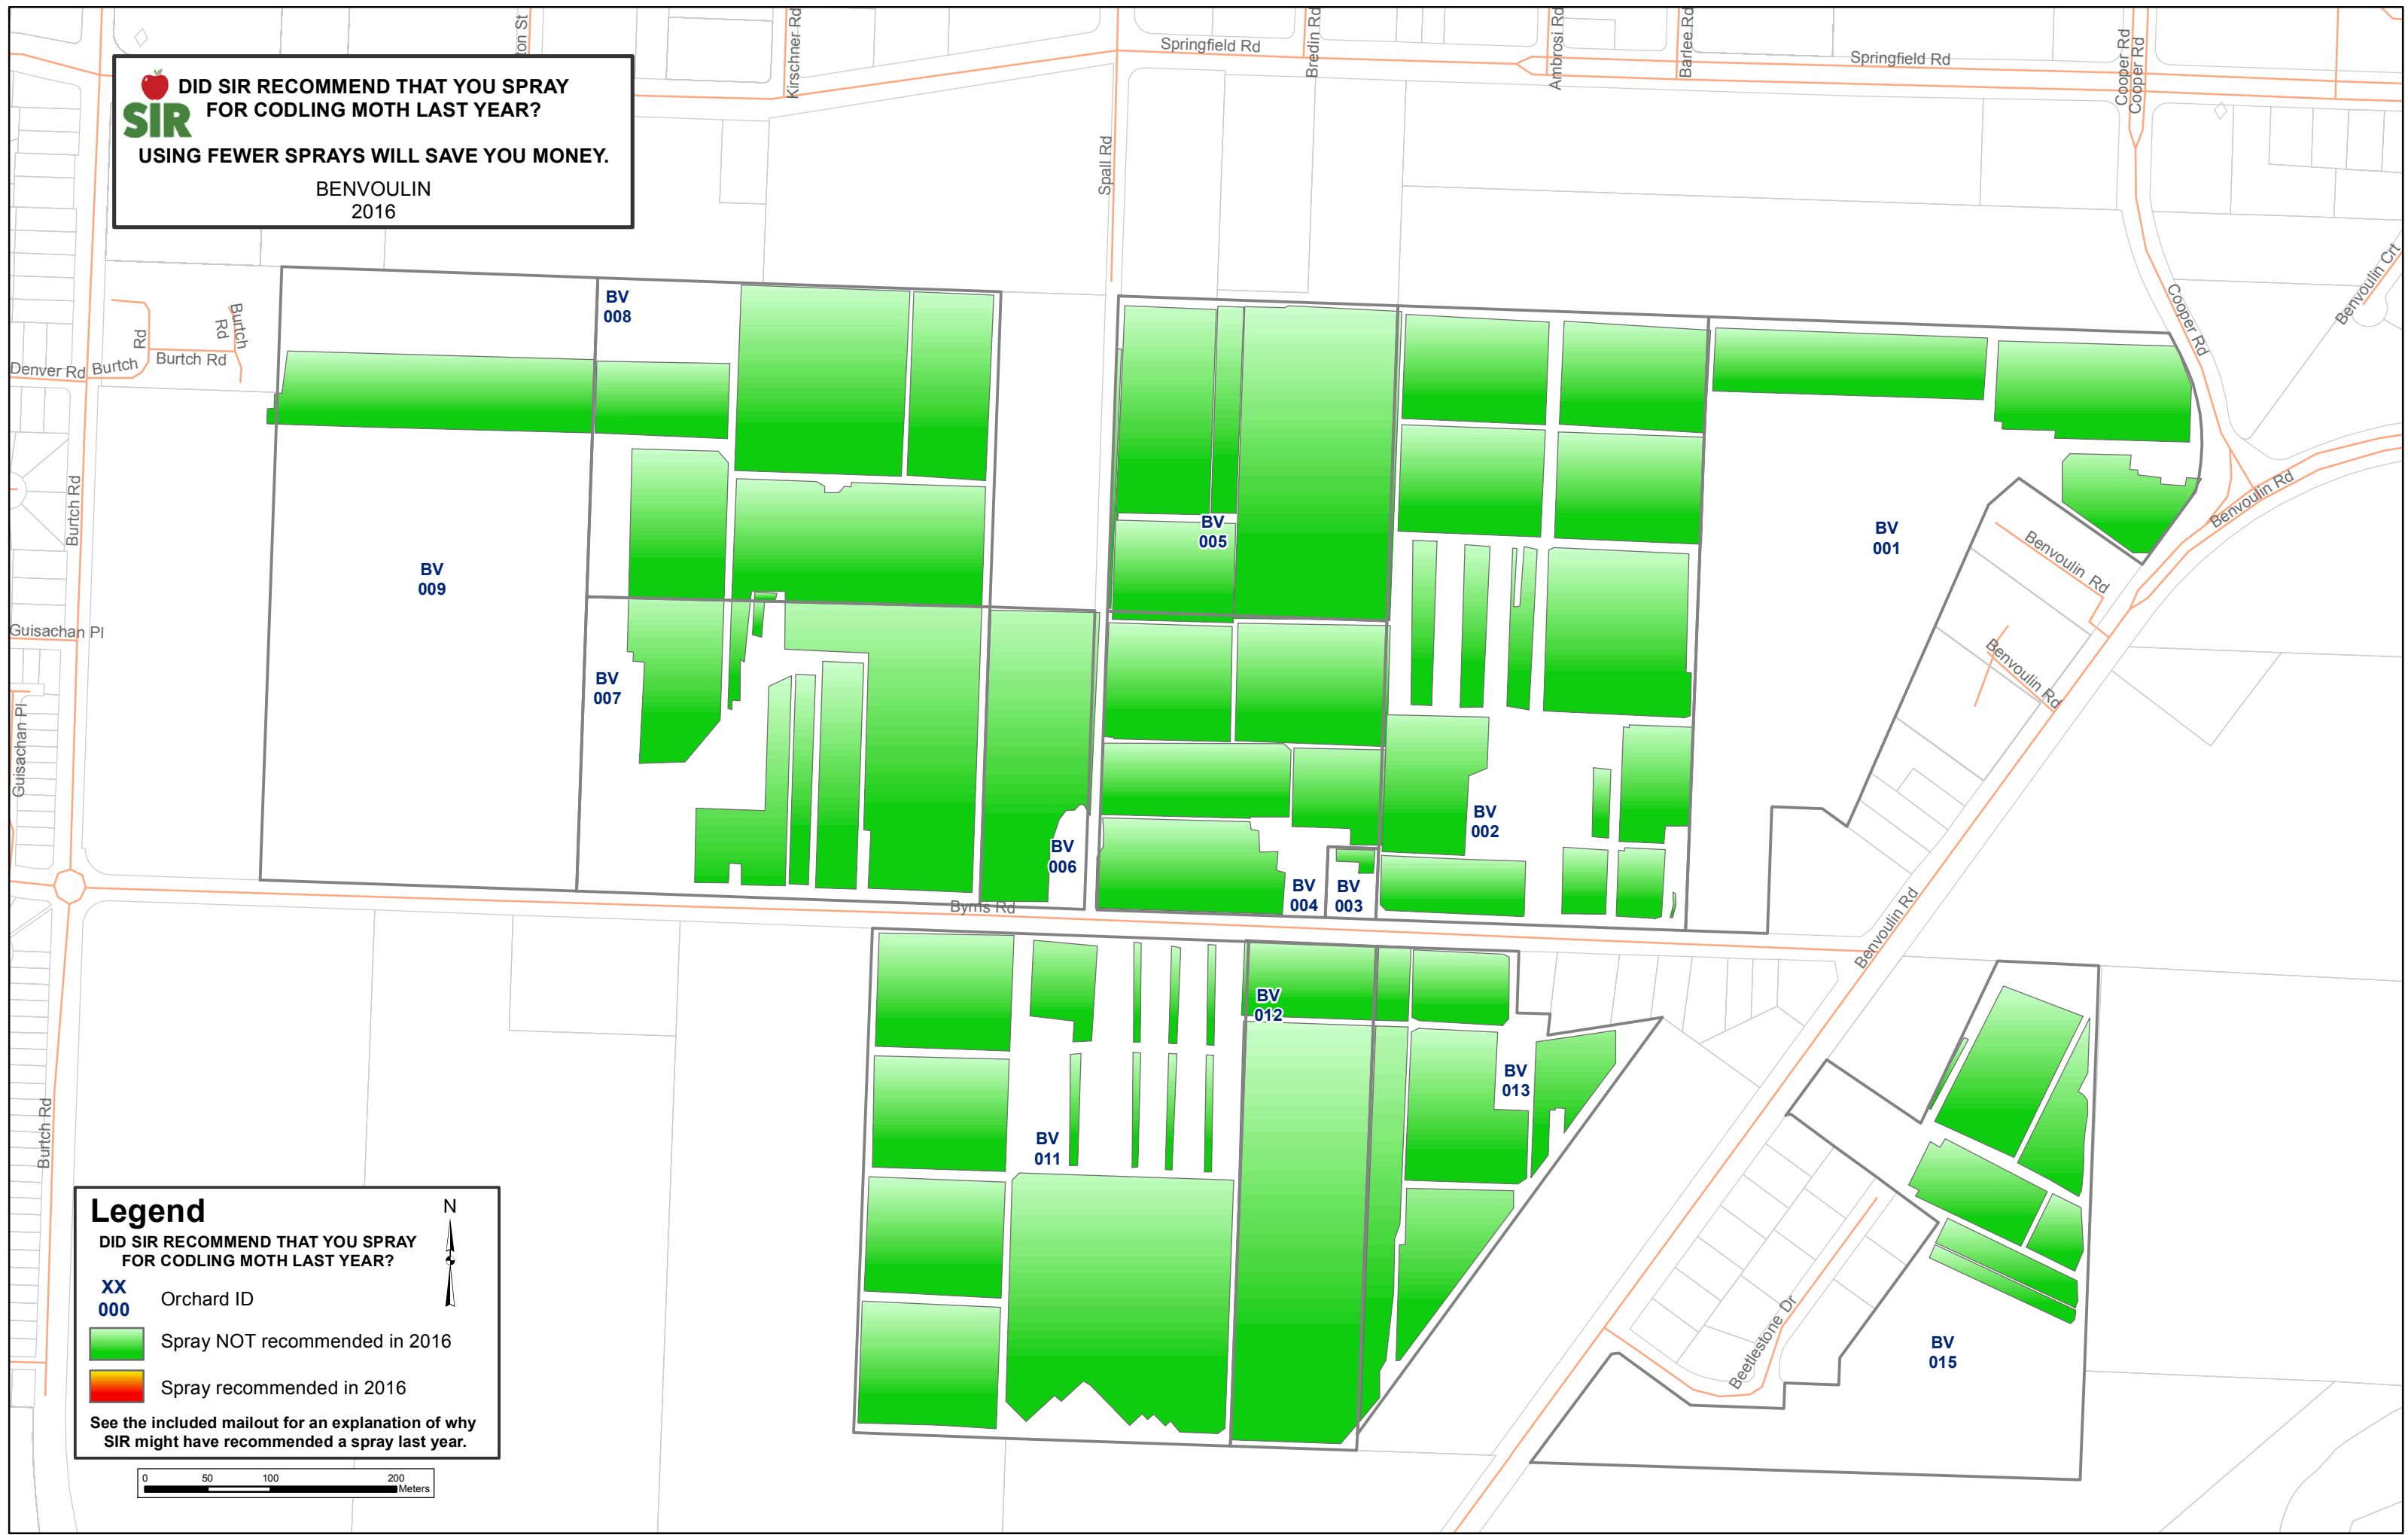 ton St
Kirschner Rd
Springfield Rd
Bredin Rd
Ambrosi Rd
Barlee Rd
Springfield Rd
Cooper Rd
Cooper Rd
SIR
DID SIR RECOMMEND THAT YOU SPRAY
FOR CODLING MOTH LAST YEAR?
USING FEWER SPRAYS WILL SAVE YOU MONEY.
BENVOULIN
2016
Spall Rd
Benvoulin Crt
Cooper Rd
BV
008
Burtch
Rd
Rd
Burtch Rd
Denver Rd
Burtch
Burtch Rd
BV
005
BV
001
Benvoulin Rd
Benvoulin Rd
BV
009
Guisachan Pl
Benvoulin Rd
BV
007
Guisachan Pl
BV
002
BV
006
BV
004
BV
003
Byrns Rd
Benvoulin Rd
BV
012
BV
013
Burtch Rd
BV
011
Beetlestone Dr
BV
015
Legend
N
DID SIR RECOMMEND THAT YOU SPRAY
FOR CODLING MOTH LAST YEAR?
XX
000
Orchard ID
Spray NOT recommended in 2016
Spray recommended in 2016
See the included mailout for an explanation of why
SIR might have recommended a spray last year.
0 50 100 200
Meters